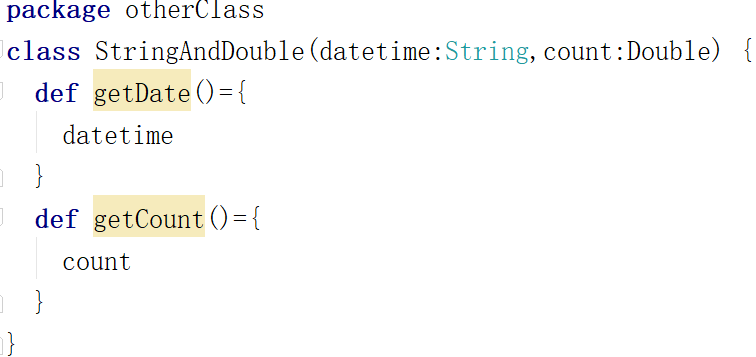 package otherClass
class StringAndDouble(datetime:String,count:Double) {
  def getDate()={
    datetime
  }
  def getCount()={
    count
  }
}